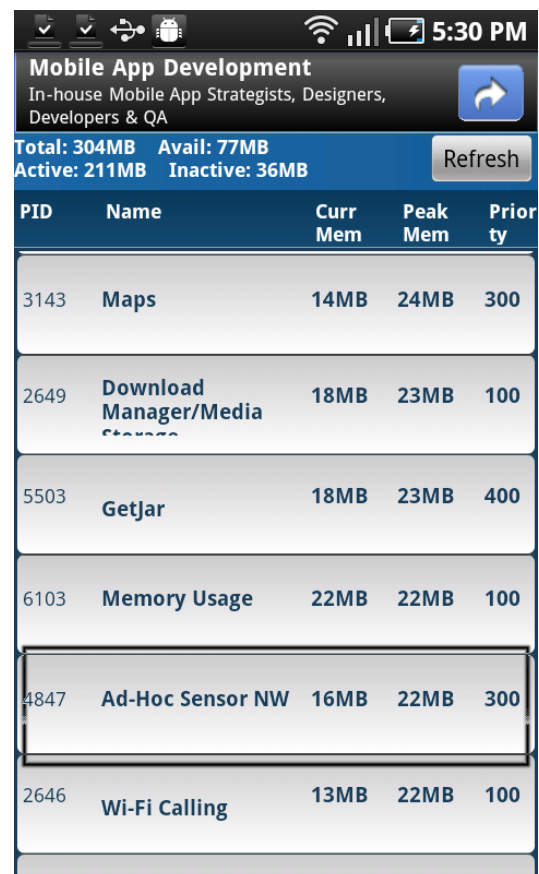 5:30 PM
Mobile App Development
In-house Mobile App Strategists, Designers,
Developers & QA
Total: 304MB Avail: 77MB
Active: 211MB Inactive: 36MB
Refresh
PID Name Curr Mem Peak Mem Prior ty
3143 Maps 14MB 24MB 300
2649 Download Manager/Media Storage 18MB 23MB 100
5503 GetJar 18MB 23MB 400
6103 Memory Usage 22MB 22MB 100
4847 Ad-Hoc Sensor NW 16MB 22MB 300
2646 Wi-Fi Calling 13MB 22MB 100